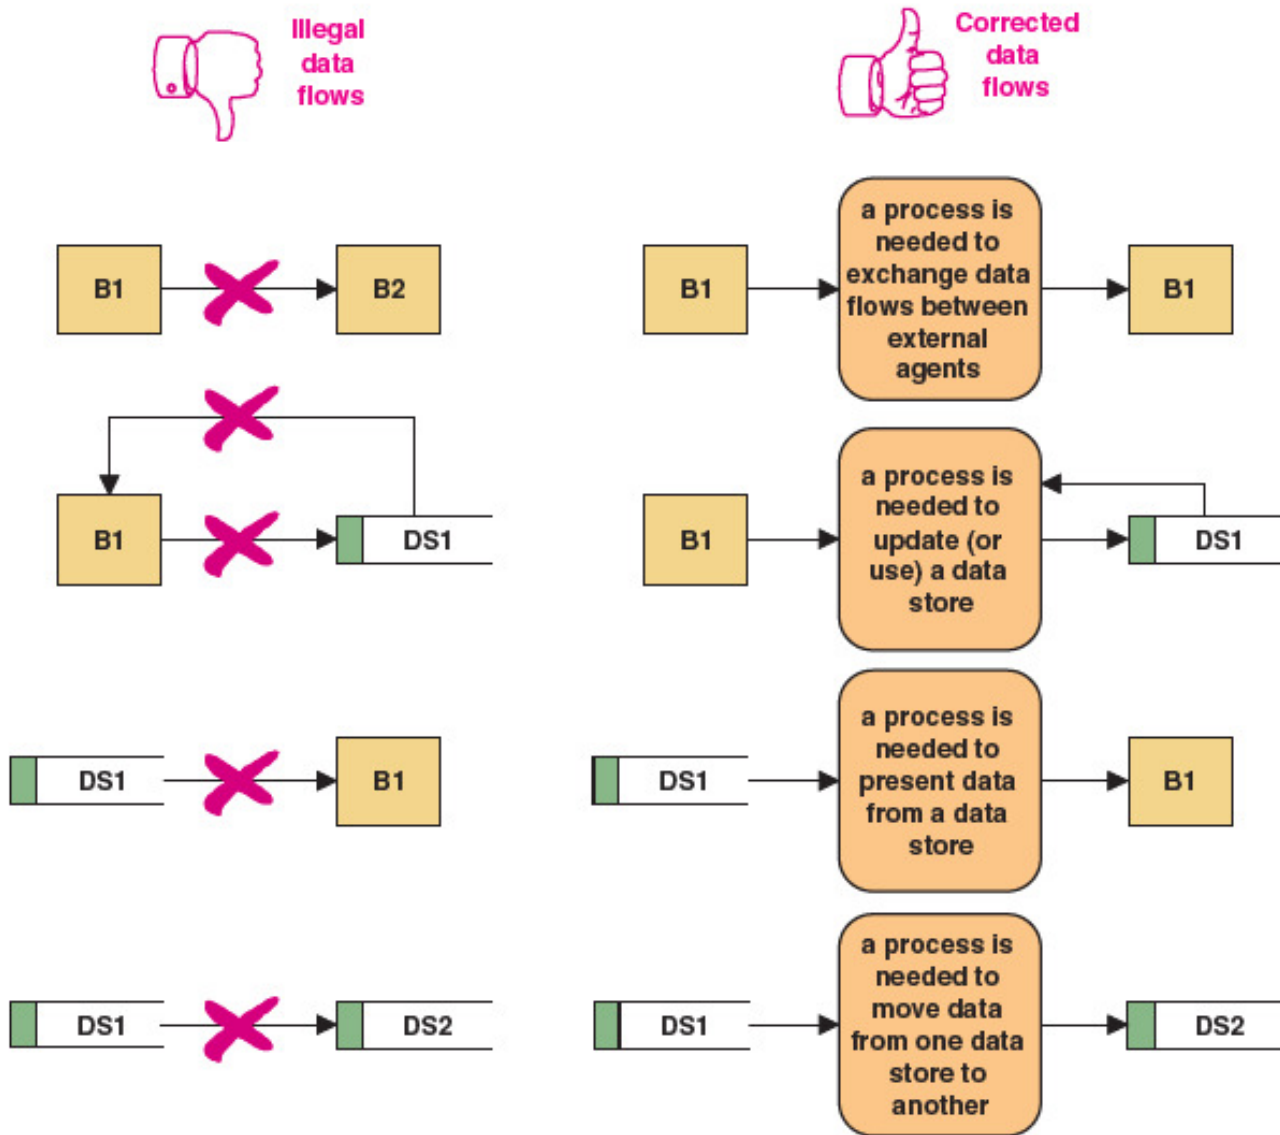 Illegal
data
flows
Corrected
data
flows
B1
B2
B1
a process is
needed to
exchange data
flows between
external
agents
B1
B1
DS1
B1
a process is
needed to
update (or
use) a data
store
DS1
DS1
B1
DS1
a process is
needed to
present data
from a data
store
B1
DS1
DS2
DS1
a process is
needed to
move data
from one data
store to
another
DS2